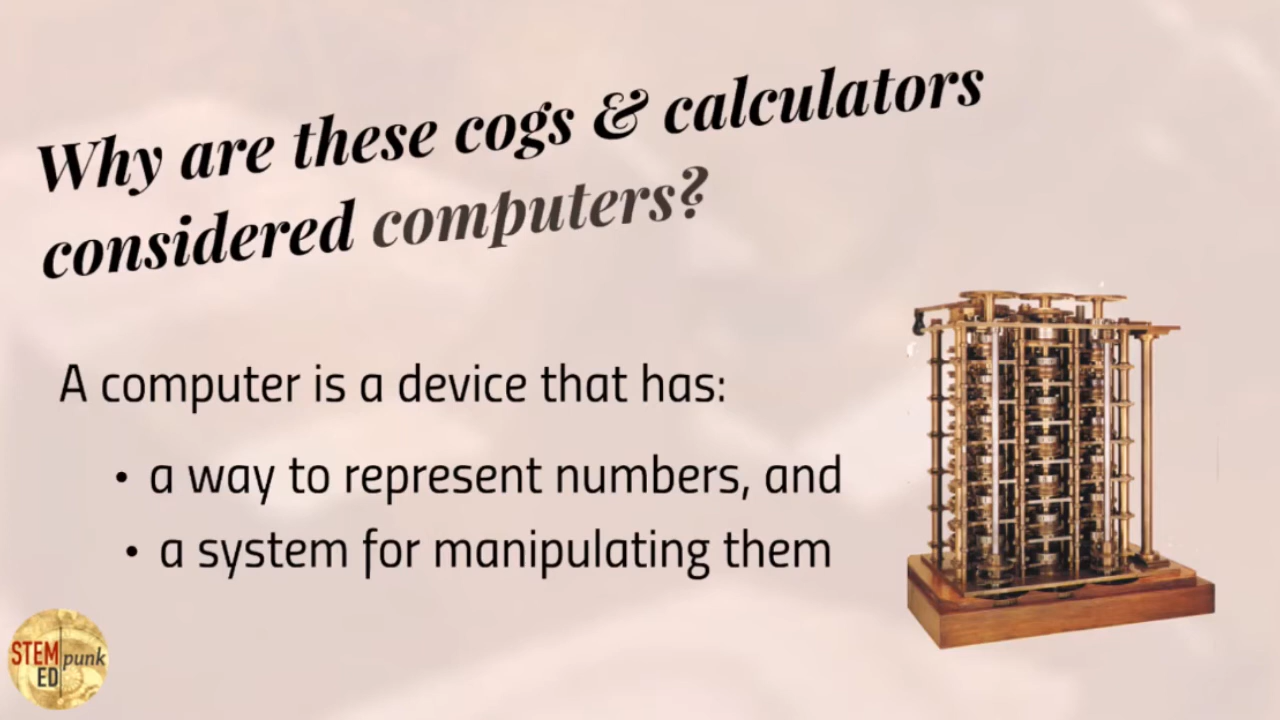 Why are these cogs & calculators
considered computers?
A computer is a device that has:
• a way to represent numbers, and
• a system for manipulating them
STEM punk
ED